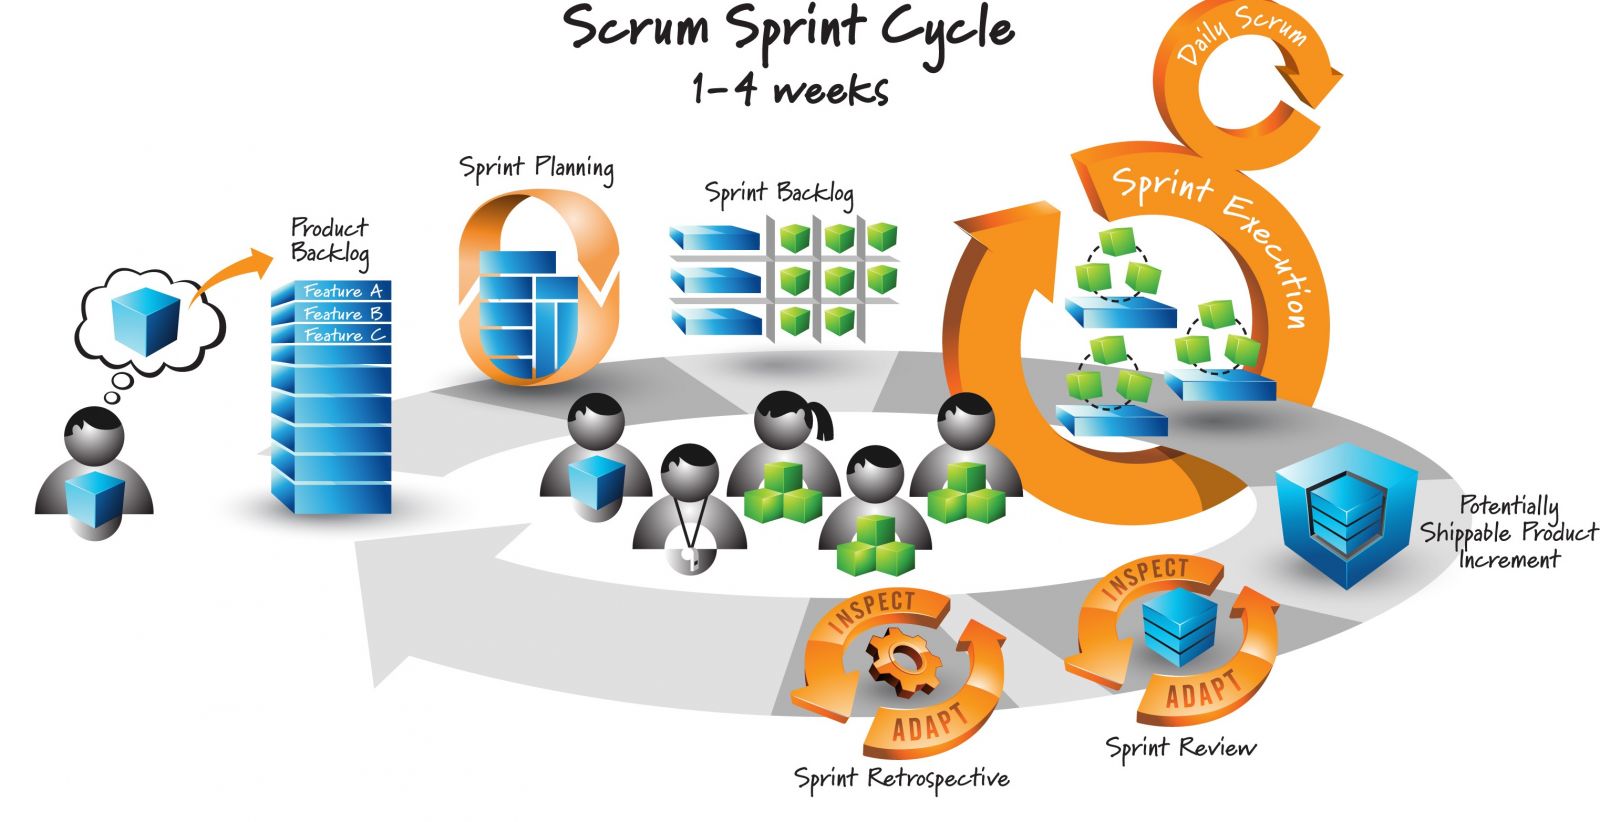 Scrum Sprint Cycle
1-4 weeks
Daily Scrum
Sprint Execution
Sprint Planning
Sprint Backlog
Product
Backlog
Feature A
Feature B
Feature C
Potentially
Shippable Product
Increment
INSPECT
ADAPT
Sprint Review
INSPECT
ADAPT
Sprint Retrospective